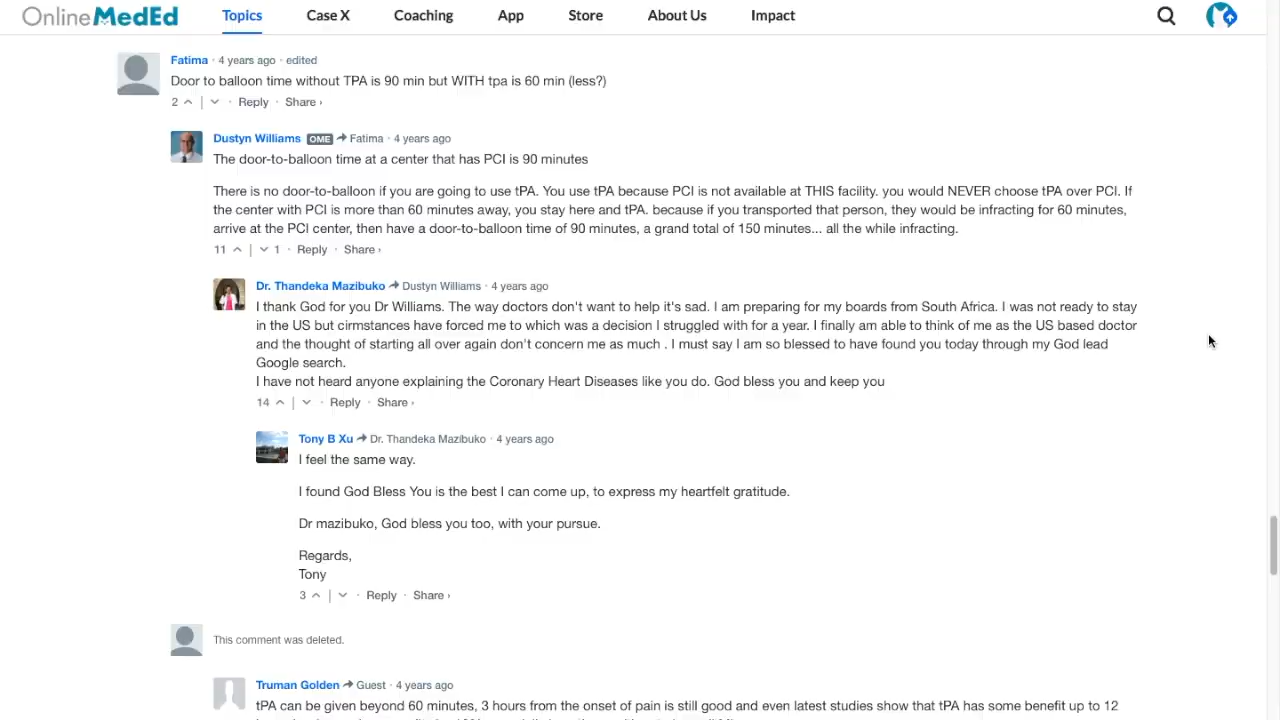 OnlineMedEd Topics Case X Coaching App Store About Us Impact
Fatima · 4 years ago · edited
Door to balloon time without TPA is 90 min but WITH tpa is 60 min (less?)
2 Reply · Share ›
Dustyn Williams OME Fatima · 4 years ago
The door-to-balloon time at a center that has PCI is 90 minutes
There is no door-to-balloon if you are going to use tPA. You use tPA because PCI is not available at THIS facility. you would NEVER choose tPA over PCI. If
the center with PCI is more than 60 minutes away, you stay here and tPA. because if you transported that person, they would be infracting for 60 minutes,
arrive at the PCI center, then have a door-to-balloon time of 90 minutes, a grand total of 150 minutes... all the while infracting.
11 | 1 · Reply · Share ›
Dr. Thandeka Mazibuko Dustyn Williams · 4 years ago
I thank God for you Dr Williams. The way doctors don't want to help it's sad. I am preparing for my boards from South Africa. I was not ready to stay
in the US but cirmstances have forced me to which was a decision I struggled with for a year. I finally am able to think of me as the US based doctor
and the thought of starting all over again don't concern me as much . I must say I am so blessed to have found you today through my God lead
Google search.
I have not heard anyone explaining the Coronary Heart Diseases like you do. God bless you and keep you
14 | · Reply · Share ›
Tony B Xu Dr. Thandeka Mazibuko · 4 years ago
I feel the same way.
I found God Bless You is the best I can come up, to express my heartfelt gratitude.
Dr mazibuko, God bless you too, with your pursue.
Regards,
Tony
3 | · Reply · Share ›
This comment was deleted.
Truman Golden Guest · 4 years ago
tPA can be given beyond 60 minutes, 3 hours from the onset of pain is still good and even latest studies show that tPA has some benefit up to 12